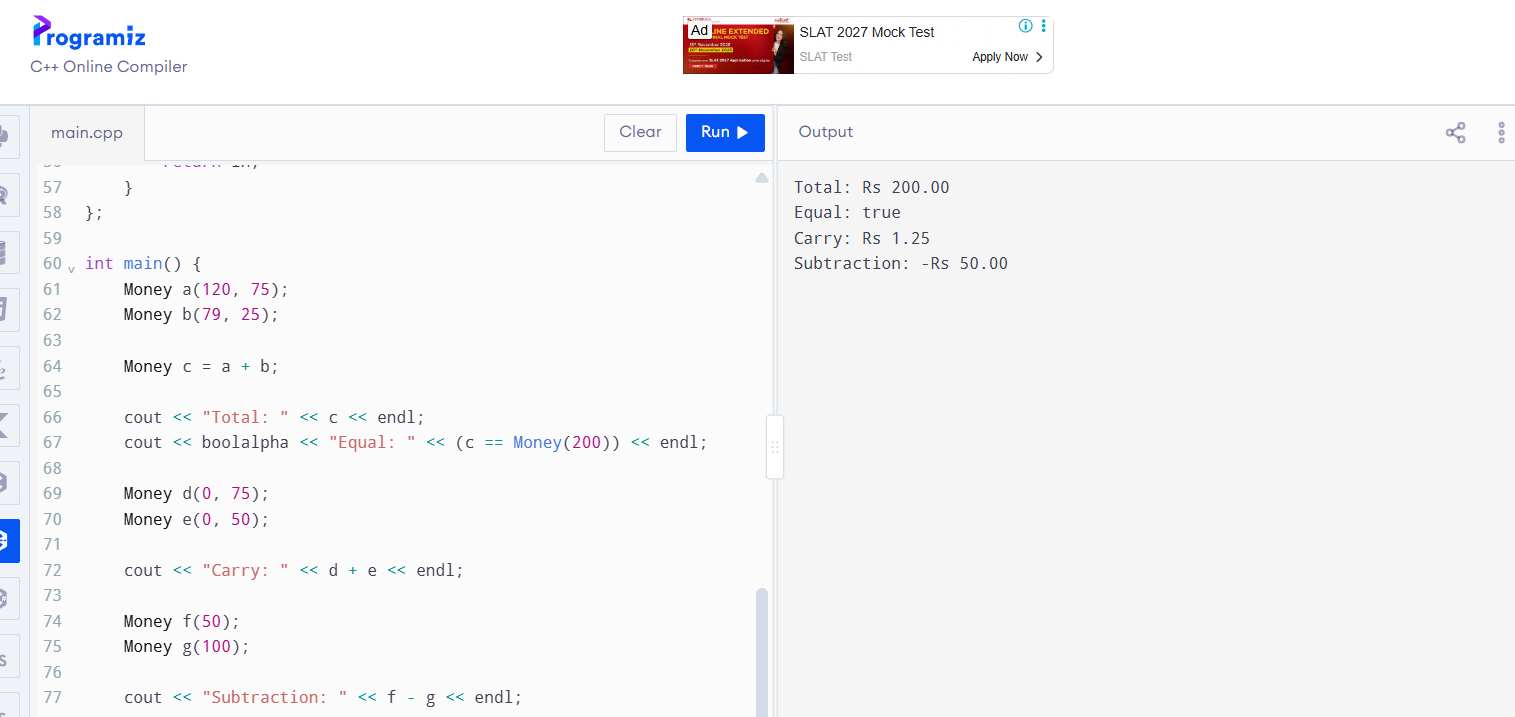 Programiz
C++ Online Compiler
Ad
SLAT 2027 Mock Test
SLAT Test
Apply Now
main.cpp
Clear
Run
Output
57 }
58 };
59
60 int main() {
61 Money a(120, 75);
62 Money b(79, 25);
63
64 Money c = a + b;
65
66 cout << "Total: " << c << endl;
67 cout << boolalpha << "Equal: " << (c == Money(200)) << endl;
68
69 Money d(0, 75);
70 Money e(0, 50);
71
72 cout << "Carry: " << d + e << endl;
73
74 Money f(50);
75 Money g(100);
76
77 cout << "Subtraction: " << f - g << endl;
Total: Rs 200.00
Equal: true
Carry: Rs 1.25
Subtraction: -Rs 50.00